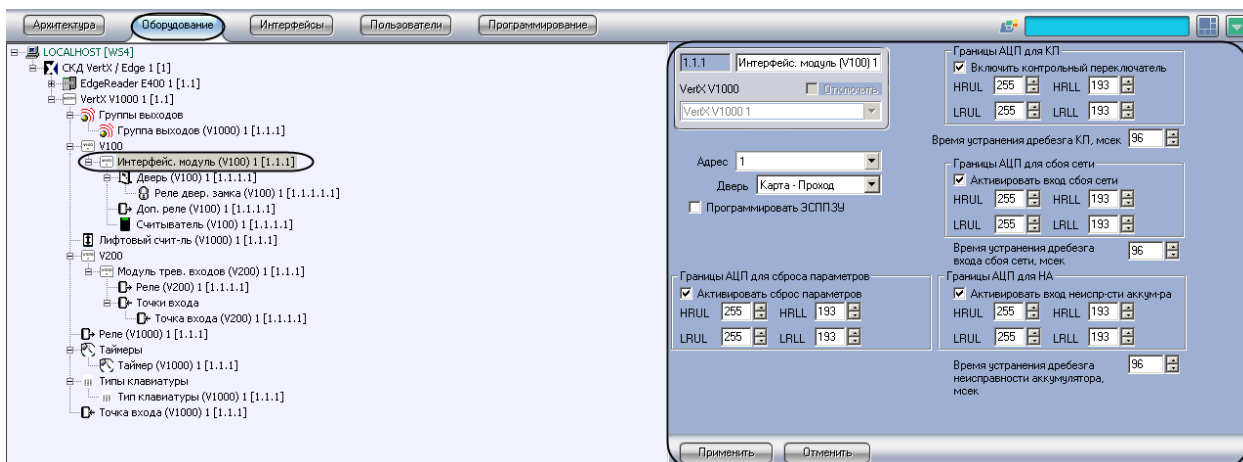 Архитектура Оборудование Интерфейсы Пользователи Программирование
LOCALHOST [WS4]
СКД VertX / Edge 1 [1]
EdgeReader E400 1 [1.1]
VertX V1000 1 [1.1]
Группы выходов
Группа выходов (V1000) 1 [1.1.1]
V100
Интерфейс. модуль (V100) 1 [1.1.1]
Дверь (V100) 1 [1.1.1.1]
Реле двер. замка (V100) 1 [1.1.1.1.1]
Доп. реле (V100) 1 [1.1.1.1]
Считыватель (V100) 1 [1.1.1.1]
Лифтовый счит-ль (V1000) 1 [1.1.1]
V200
Модуль трев. входов (V200) 1 [1.1.1]
Реле (V200) 1 [1.1.1.1]
Точки входа
Точка входа (V200) 1 [1.1.1.1]
Реле (V1000) 1 [1.1.1]
Таймеры
Таймер (V1000) 1 [1.1.1]
Типы клавиатуры
Тип клавиатуры (V1000) 1 [1.1.1]
Точка входа (V1000) 1 [1.1.1]
1.1.1 Интерфейс. модуль (V100) 1
VertX V1000 Отключить
VertX V1000 1
Адрес 1
Дверь Карта - Проход
Программировать ЭСППЗУ
Границы АЦП для сброса параметров
Активировать сброс параметров
HRUL 255 HRLL 193
LRUL 255 LRLL 193
Границы АЦП для КП
Включить контрольный переключатель
HRUL 255 HRLL 193
LRUL 255 LRLL 193
Время устранения дребезга КП, мсек 96
Границы АЦП для сбоя сети
Активировать вход сбоя сети
HRUL 255 HRLL 193
LRUL 255 LRLL 193
Время устранения дребезга
входа сбоя сети, мсек 96
Границы АЦП для НА
Активировать вход неиспр-сти аккум-ра
HRUL 255 HRLL 193
LRUL 255 LRLL 193
Время устранения дребезга
неисправности аккумулятора,
мсек 96
Применить Отменить